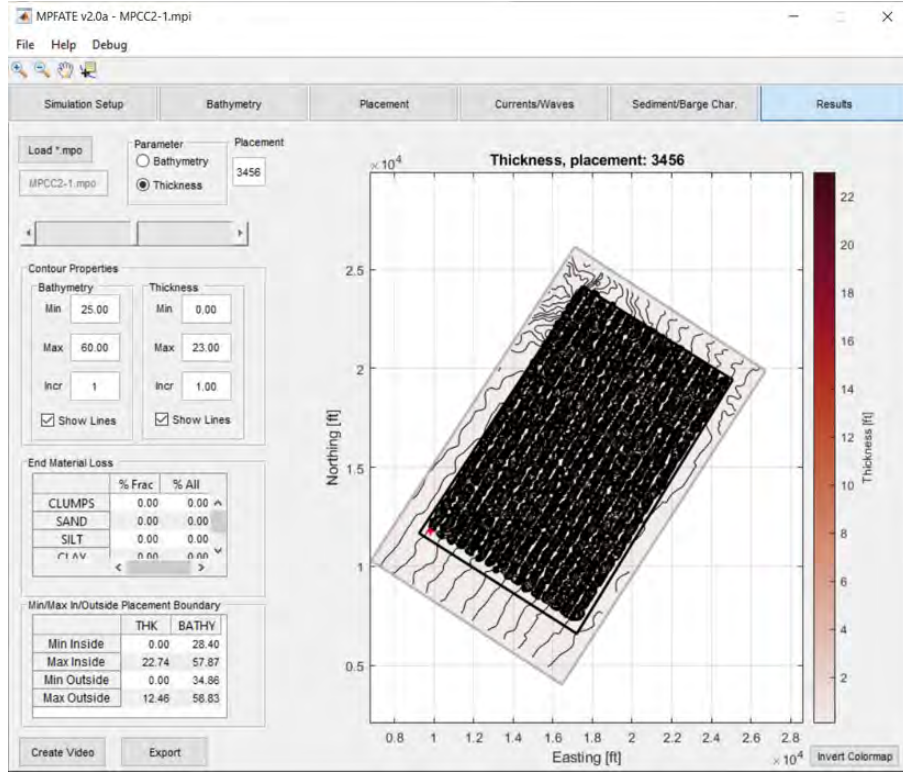 MPFATE v2.0a - MPCC2-1.mpi
File Help Debug
Simulation Setup Bathymetry Placement Currents/Waves Sediment/Barge Char. Results
Load *.mpo
MPCC2-1.mpo
Parameter
Bathymetry
Thickness
Placement
3456
Contour Properties
Bathymetry
Min 25.00
Max 60.00
Incr 1
Show Lines
Thickness
Min 0.00
Max 23.00
Incr 1.00
Show Lines
End Material Loss
% Frac % All
CLUMPS 0.00 0.00
SAND 0.00 0.00
SILT 0.00 0.00
CLAY 0.00 0.00
Min/Max In/Outside Placement Boundary
THK BATHY
Min Inside 0.00 28.40
Max Inside 22.74 57.87
Min Outside 0.00 34.86
Max Outside 12.46 58.83
Create Video Export
×10⁴
Thickness, placement: 3456
2.5
2
1.5
1
0.5
Northing [ft]
0.8 1 1.2 1.4 1.6 1.8 2 2.2 2.4 2.6 2.8
Easting [ft]
×10⁴
22
20
18
16
14
12
10
8
6
4
2
Thickness [ft]
Invert Colormap